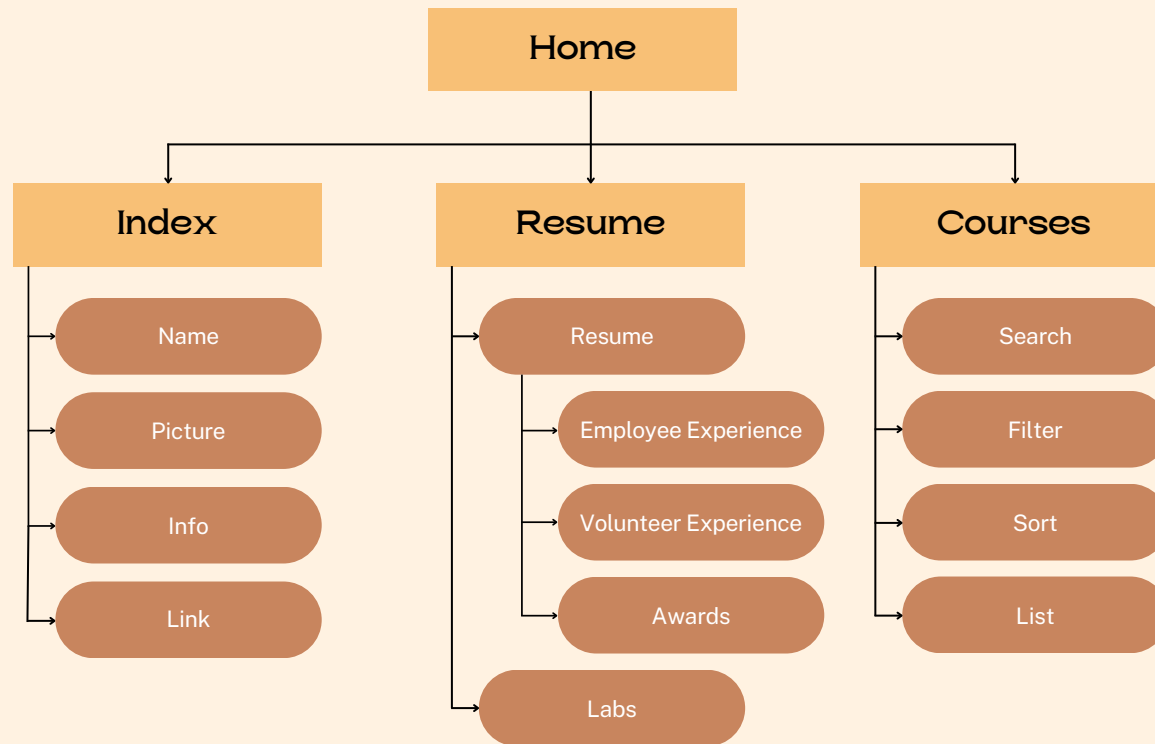 Home
Index
Name
Picture
Info
Link
Resume
Resume
Employee Experience
Volunteer Experience
Awards
Labs
Courses
Search
Filter
Sort
List